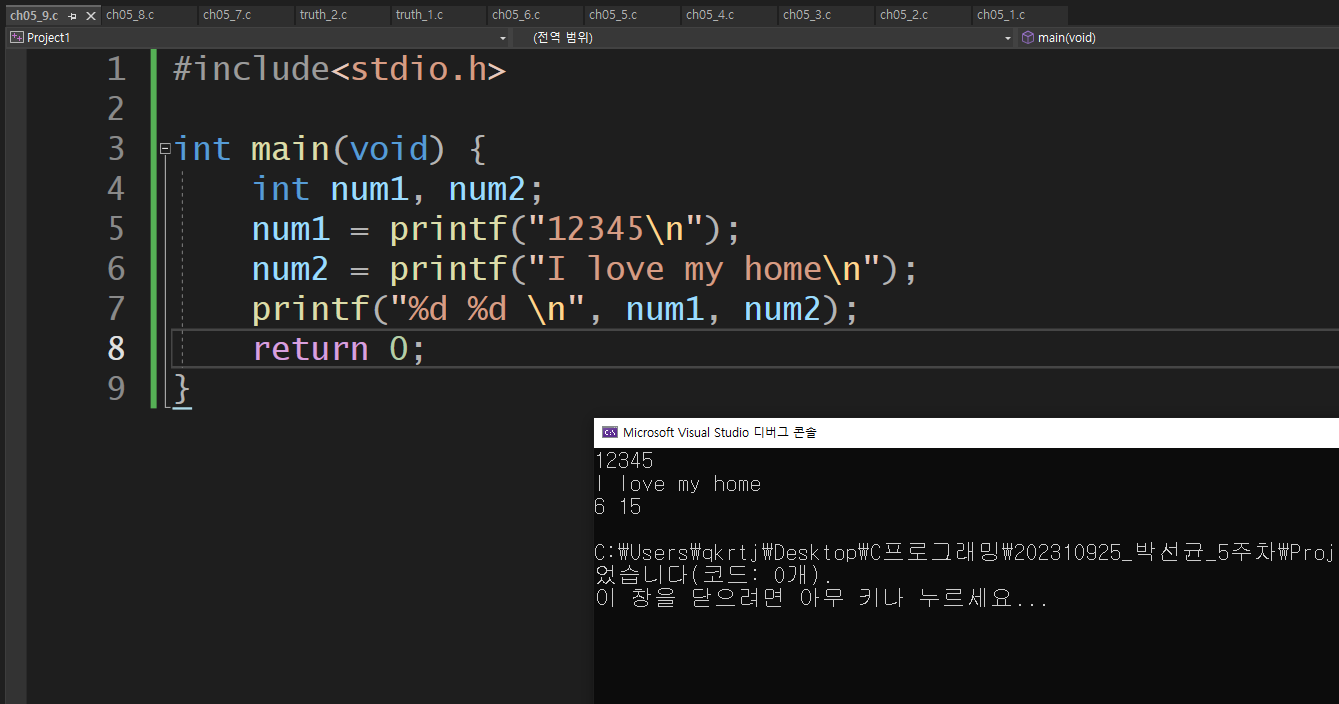 ch05_9.c ch05_8.c ch05_7.c truth_2.c truth_1.c ch05_6.c ch05_5.c ch05_4.c ch05_3.c ch05_2.c ch05_1.c
Project1 (전역 범위) main(void)
1 #include<stdio.h>
2
3 int main(void) {
4 int num1, num2;
5 num1 = printf("12345\n");
6 num2 = printf("I love my home\n");
7 printf("%d %d \n", num1, num2);
8 return 0;
9 }
Microsoft Visual Studio 디버그 콘솔
12345
I love my home
6 15
C:₩Users₩qkrtj₩Desktop₩C프로그래밍₩202310925_박선균_5주차₩Proj
었습니다(코드: 0개).
이 창을 닫으려면 아무 키나 누르세요...